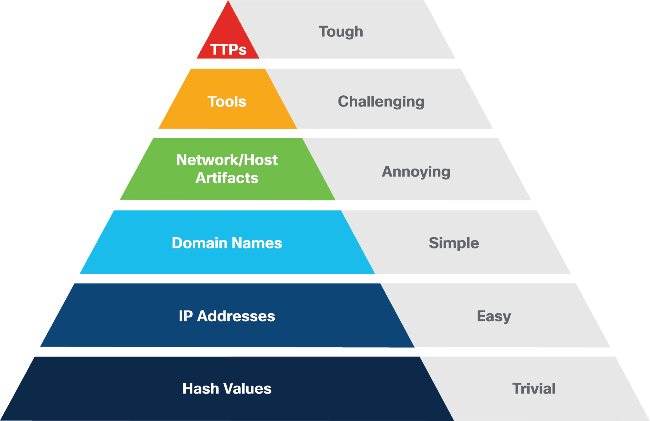 TTPs
Tough
Tools
Challenging
Network/Host
Artifacts
Annoying
Domain Names
Simple
IP Addresses
Easy
Hash Values
Trivial